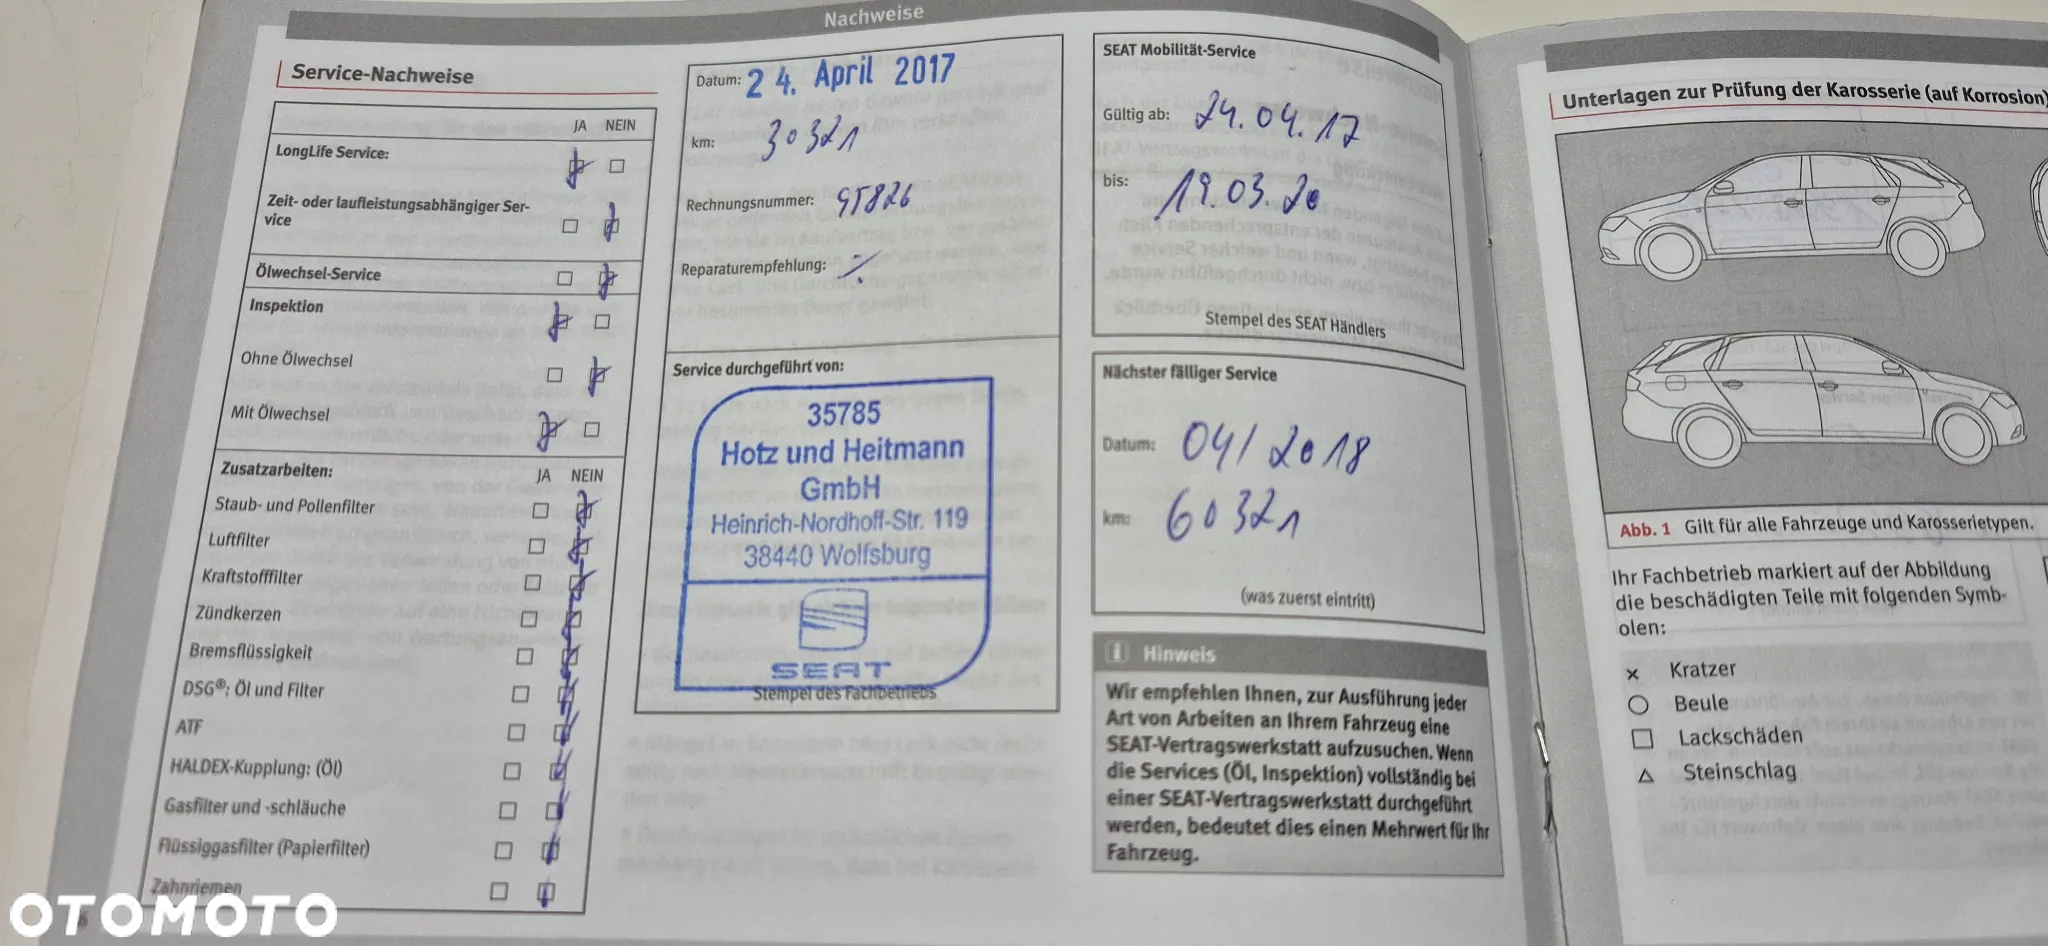 Nachweise
Service-Nachweise
JA NEIN
LongLife Service:
Zeit- oder laufleistungsabhängiger Ser-
vice
Ölwechsel-Service
Inspektion
Ohne Ölwechsel
Mit Ölwechsel
Zusatzarbeiten: JA NEIN
Staub- und Pollenfilter
Luftfilter
Kraftstofffilter
Zündkerzen
Bremsflüssigkeit
DSG®: Öl und Filter
ATF
HALDEX-Kupplung: (Öl)
Gasfilter und -schläuche
Flüssiggasfilter (Papierfilter)
Zahnriemen
Datum: 24. April 2017
km: 30321
Rechnungsnummer: 95826
Reparaturempfehlung:
Service durchgeführt von:
35785
Hotz und Heitmann
GmbH
Heinrich-Nordhoff-Str. 119
38440 Wolfsburg
SEAT
Stempel des Fachbetriebs
SEAT Mobilität-Service
Gültig ab: 24.04.17
bis: 19.03.20
Stempel des SEAT Händlers
Nächster fälliger Service
Datum: 04/2018
km: 60321
(was zuerst eintritt)
i Hinweis
Wir empfehlen Ihnen, zur Ausführung jeder
Art von Arbeiten an Ihrem Fahrzeug eine
SEAT-Vertragswerkstatt aufzusuchen. Wenn
die Services (Öl, Inspektion) vollständig bei
einer SEAT-Vertragswerkstatt durchgeführt
werden, bedeutet dies einen Mehrwert für Ihr
Fahrzeug.
Unterlagen zur Prüfung der Karosserie (auf Korrosion)
Abb. 1 Gilt für alle Fahrzeuge und Karosserietypen.
Ihr Fachbetrieb markiert auf der Abbildung
die beschädigten Teile mit folgenden Symb-
olen:
× Kratzer
○ Beule
□ Lackschäden
△ Steinschlag
OTOMOTO